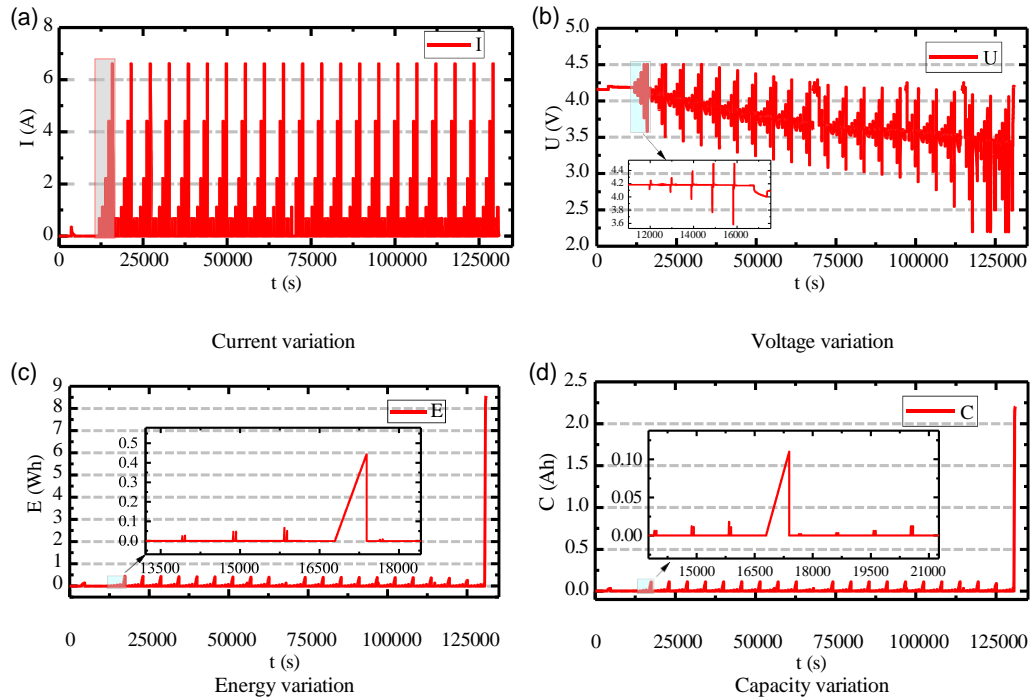 (a)
8
6
4
2
0
I (A)
I
0 25000 50000 75000 100000 125000
t (s)
Current variation
(b)
5.0
4.5
4.0
3.5
3.0
2.5
2.0
U (V)
U
4.4
4.2
4.0
3.8
3.6
12000 14000 16000
0 25000 50000 75000 100000 125000
t (s)
Voltage variation
(c)
9
8
7
6
5
4
3
2
1
0
E (Wh)
E
0.5
0.4
0.3
0.2
0.1
0.0
13500 15000 16500 18000
0 25000 50000 75000 100000 125000
t (s)
Energy variation
(d)
2.5
2.0
1.5
1.0
0.5
0.0
C (Ah)
C
0.10
0.05
0.00
15000 16500 18000 19500 21000
0 25000 50000 75000 100000 125000
t (s)
Capacity variation